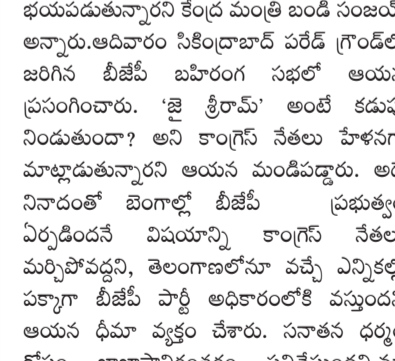 భయపడుతున్నారని కేంద్ర మంత్రి బండి సంజయ్
అన్నారు.ఆదివారం సికింద్రాబాద్ పరేడ్ గ్రౌండ్‌లో
జరిగిన బీజేపీ బహిరంగ సభలో ఆయన
ప్రసంగించారు. ‘జై శ్రీరామ్’ అంటే కడుపు
నిండుతుందా? అని కాంగ్రెస్ నేతలు హేళనగా
మాట్లాడుతున్నారని ఆయన మండిపడ్డారు. అదే
నినాదంతో బెంగాల్లో బీజేపీ ప్రభుత్వం
ఏర్పడిందనే విషయాన్ని కాంగ్రెస్ నేతలు
మర్చిపోవద్దని, తెలంగాణలోనూ వచ్చే ఎన్నికల్లో
పక్కాగా బీజేపీ పార్టీ అధికారంలోకి వస్తుందని
ఆయన ధీమా వ్యక్తం చేశారు. సనాతన ధర్మం